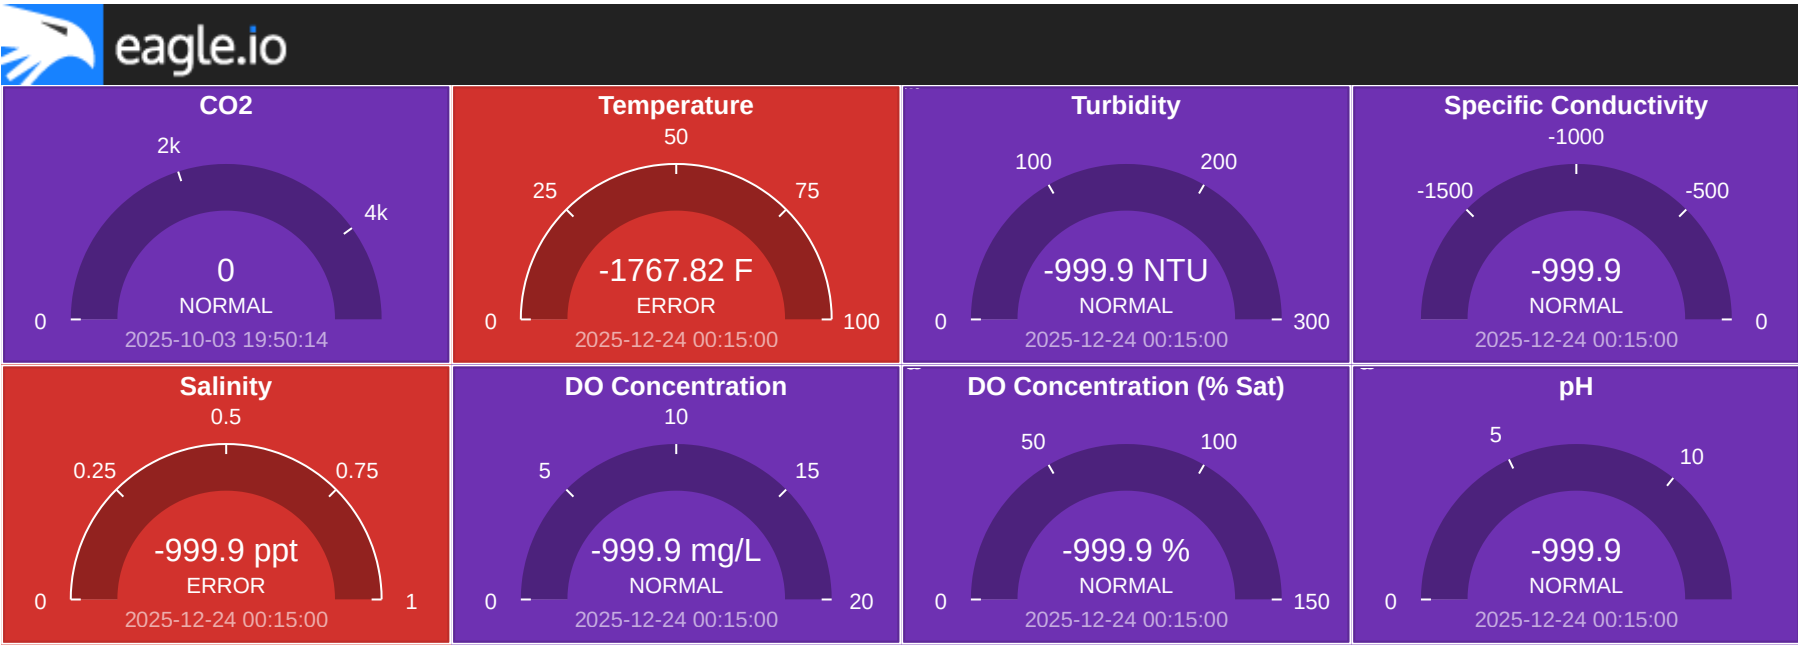 eagle.io
CO2
2k
4k
0
NORMAL
0
2025-10-03 19:50:14
Temperature
50
25
75
-1767.82 F
ERROR
0
100
2025-12-24 00:15:00
Turbidity
100
200
-999.9 NTU
NORMAL
0
300
2025-12-24 00:15:00
Specific Conductivity
-1000
-1500
-500
-999.9
NORMAL
0
2025-12-24 00:15:00
Salinity
0.5
0.25
0.75
-999.9 ppt
ERROR
0
1
2025-12-24 00:15:00
DO Concentration
10
5
15
-999.9 mg/L
NORMAL
0
20
2025-12-24 00:15:00
DO Concentration (% Sat)
50
100
-999.9 %
NORMAL
0
150
2025-12-24 00:15:00
pH
5
10
-999.9
NORMAL
0
2025-12-24 00:15:00